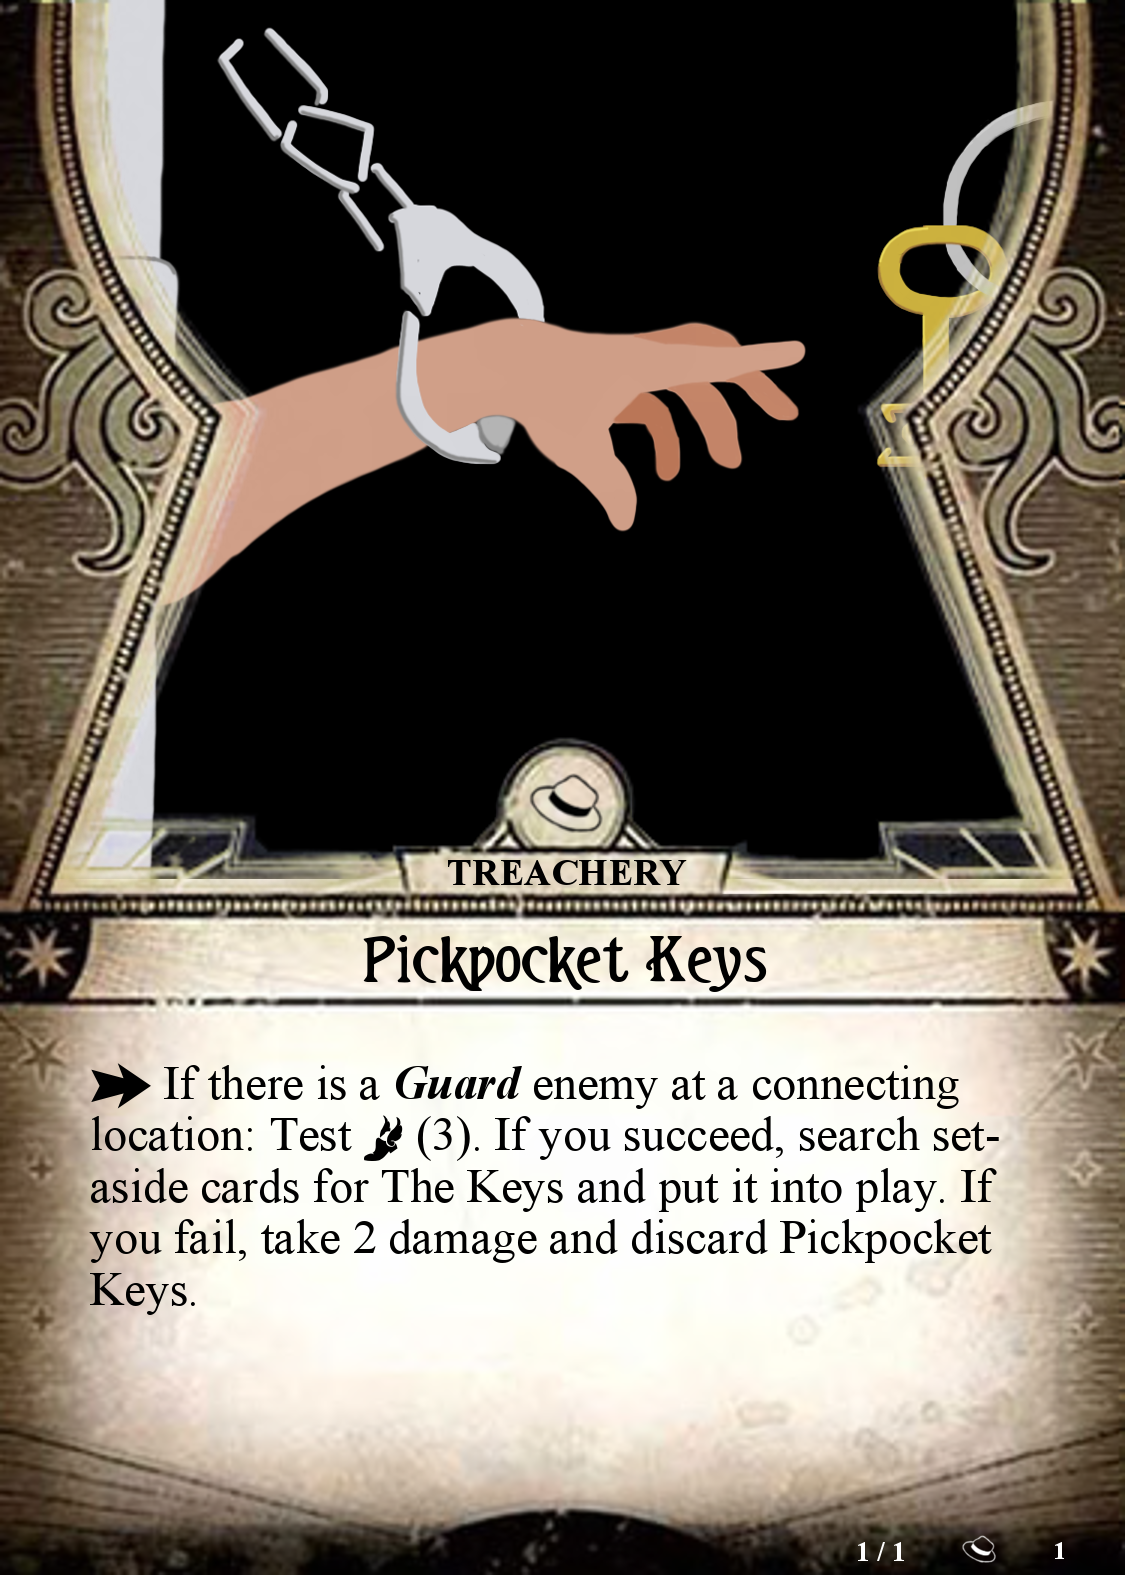 TREACHERY
Pickpocket Keys
If there is a Guard enemy at a connecting
location: Test (3). If you succeed, search set-
aside cards for The Keys and put it into play. If
you fail, take 2 damage and discard Pickpocket
Keys.
1 / 1 1